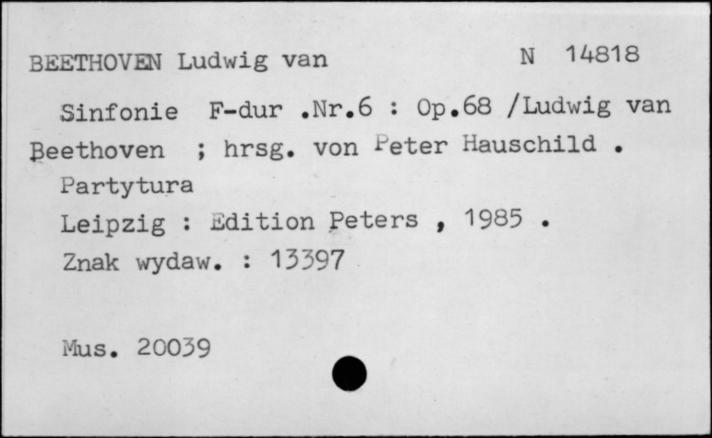 BEETHOVEN Ludwig van N 14818
Sinfonie F-dur .Nr.6 : Op.68 /Ludwig van
Beethoven ; hrsg. von Peter Hauschild .
Partytura
Leipzig : Edition Peters , 1985 .
Znak wydaw. : 13397
Mus. 20039